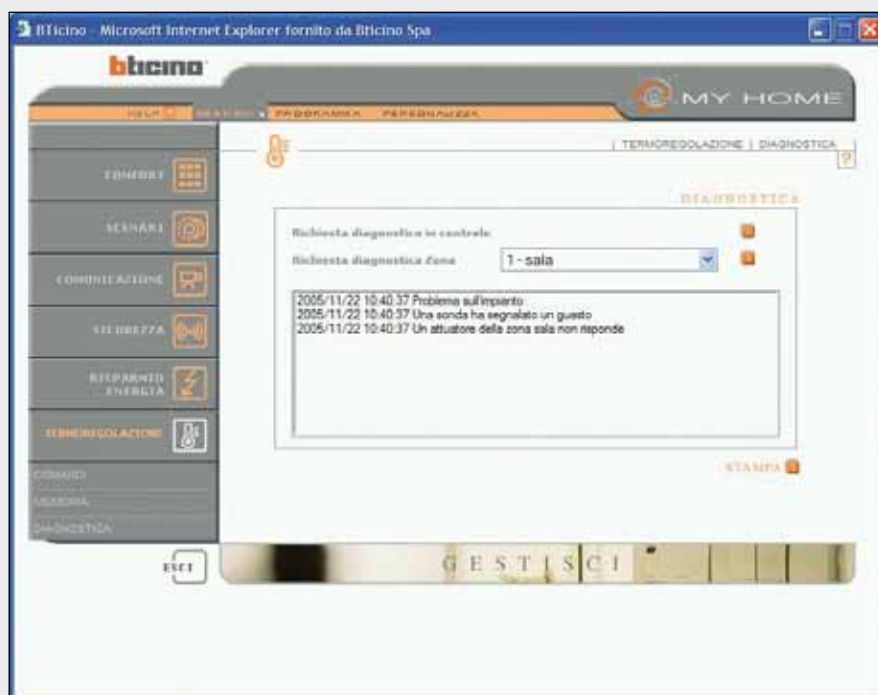 BTicino - Microsoft Internet Explorer fornito da Bticino Spa
bticino
MY HOME
HELP GESTISCI PROGRAMMA PERSONALIZZA
| TERMOREGOLAZIONE | DIAGNOSTICA
?
DIAGNOSTICA
CONFORT
SCENARI
COMUNICAZIONE
SICUREZZA
RISPARMIO
ENERGIA
TERMOREGOLAZIONE
COMANDI
MEMORIA
DIAGNOSTICA
ESCI
Richiesta diagnostica in centrale
Richiesta diagnostica Zona 1 - sala
2005/11/22 10:40:37 Problema sull'impianto
2005/11/22 10:40:37 Una sonda ha segnalato un guasto
2005/11/22 10:40:37 Un attuatore della zona sala non risponde
STAMPA
GESTISCI